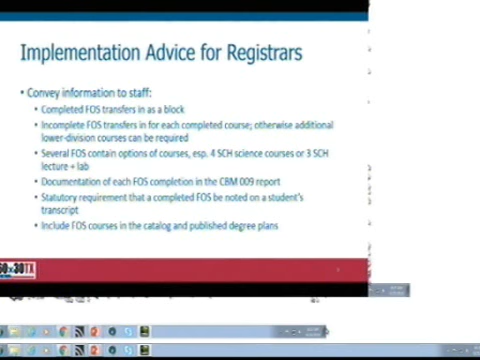 Implementation Advice for Registrars
• Convey information to staff:
• Completed FOS transfers in as a block
• Incomplete FOS transfers in for each completed course; otherwise additional
lower-division courses can be required
• Several FOS contain options of courses, esp. 4 SCH science courses or 3 SCH
lecture + lab
• Documentation of each FOS completion in the CBM 009 report
• Statutory requirement that a completed FOS be noted on a student's
transcript
• Include FOS courses in the catalog and published degree plans
60x30TX